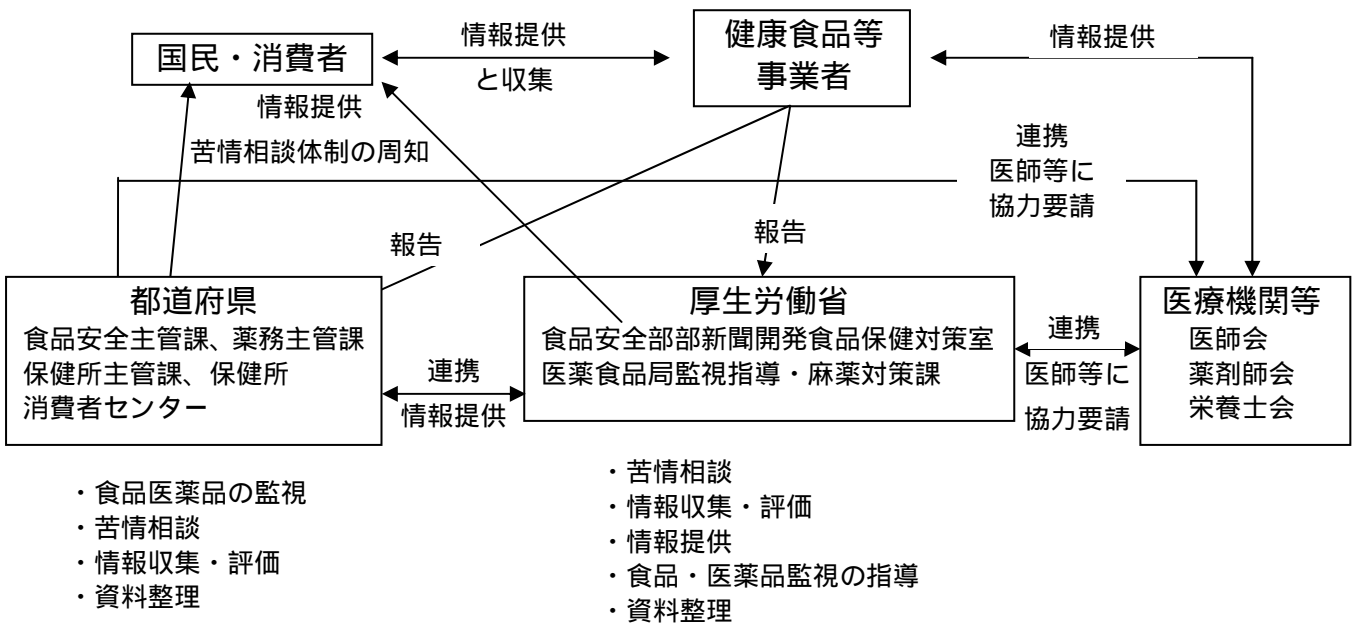 国民・消費者
情報提供
と収集
健康食品等
事業者
情報提供
情報提供
苦情相談体制の周知
連携
医師等に
協力要請
報告
報告
都道府県
食品安全主管課、薬務主管課
保健所主管課、保健所
消費者センター
連携
情報提供
厚生労働省
食品安全部部新聞開発食品保健対策室
医薬食品局監視指導・麻薬対策課
連携
医師等に
協力要請
医療機関等
医師会
薬剤師会
栄養士会
・食品医薬品の監視
・苦情相談
・情報収集・評価
・資料整理
・苦情相談
・情報収集・評価
・情報提供
・食品・医薬品監視の指導
・資料整理